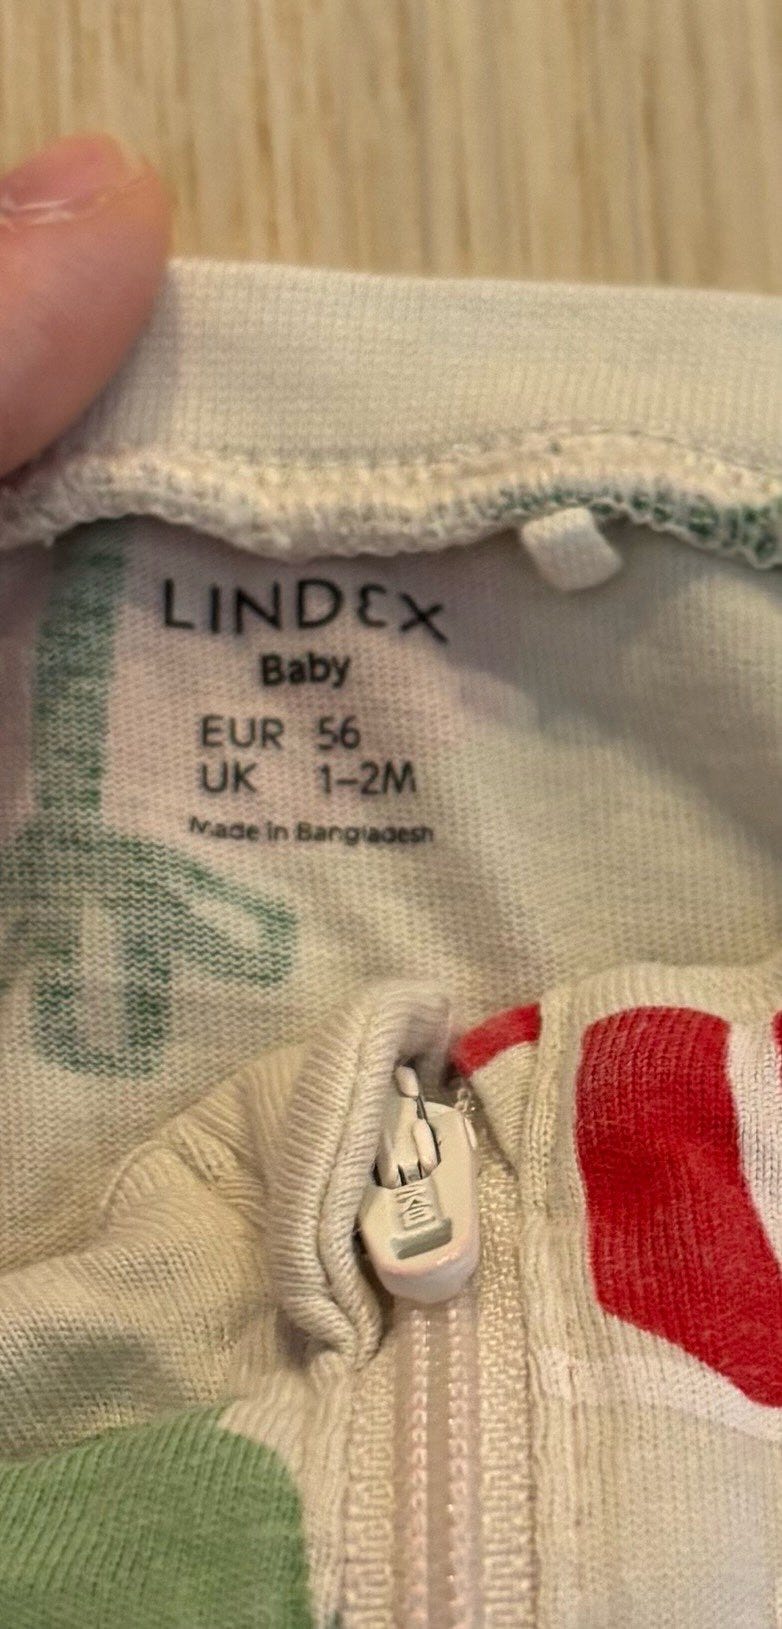 LINDEX
Baby
EUR 56
UK 1–2M
Made in Bangladesh